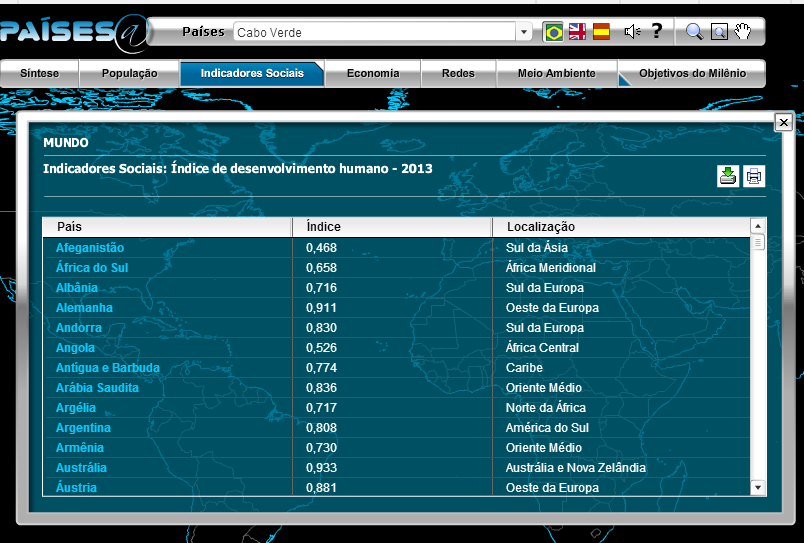 PAÍSES@ Países Cabo Verde ?
Síntese População Indicadores Sociais Economia Redes Meio Ambiente Objetivos do Milênio
MUNDO
Indicadores Sociais: Índice de desenvolvimento humano - 2013
País Índice Localização
Afeganistão 0,468 Sul da Ásia
África do Sul 0,658 África Meridional
Albânia 0,716 Sul da Europa
Alemanha 0,911 Oeste da Europa
Andorra 0,830 Sul da Europa
Angola 0,526 África Central
Antígua e Barbuda 0,774 Caribe
Arábia Saudita 0,836 Oriente Médio
Argélia 0,717 Norte da África
Argentina 0,808 América do Sul
Armênia 0,730 Oriente Médio
Austrália 0,933 Austrália e Nova Zelândia
Áustria 0,881 Oeste da Europa